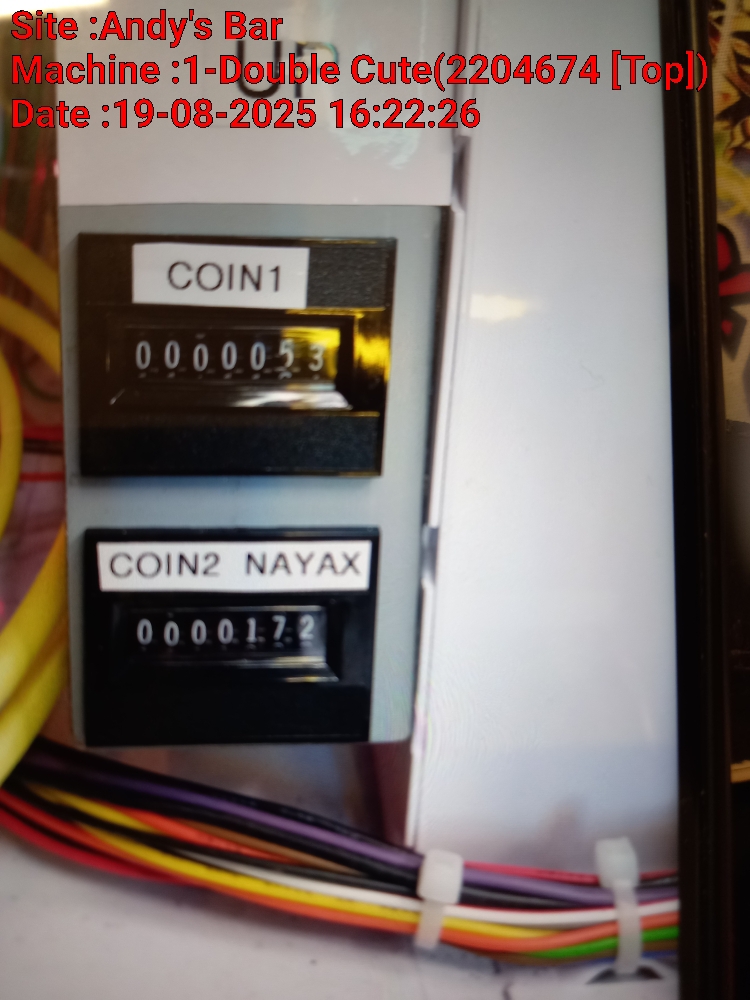 Site :Andy's Bar
Machine :1-Double Cute(2204674 [Top])
Date :19-08-2025 16:22:26
COIN1
0000053
COIN2 NAYAX
0000172